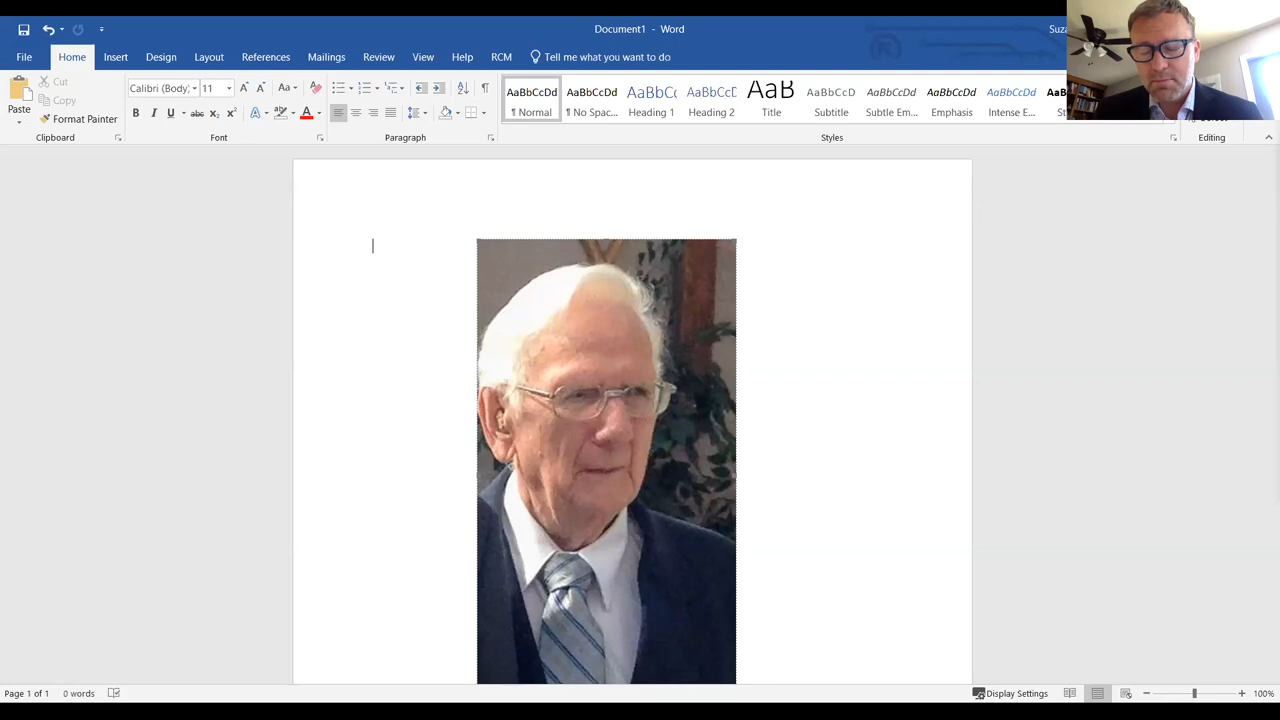 Document1 - Word
Suza
File Home Insert Design Layout References Mailings Review View Help RCM Tell me what you want to do
Cut
Copy
Paste
Format Painter
Calibri (Body) 11
AaBbCcDd AaBbCcDd AaBbCc AaBbCcD AaB AaBbCcD AaBbCcDd AaBbCcDd AaBbCcDd
¶ Normal ¶ No Spac... Heading 1 Heading 2 Title Subtitle Subtle Em... Emphasis Intense E...
Clipboard Font Paragraph Styles Editing
Page 1 of 1 0 words Display Settings 100%